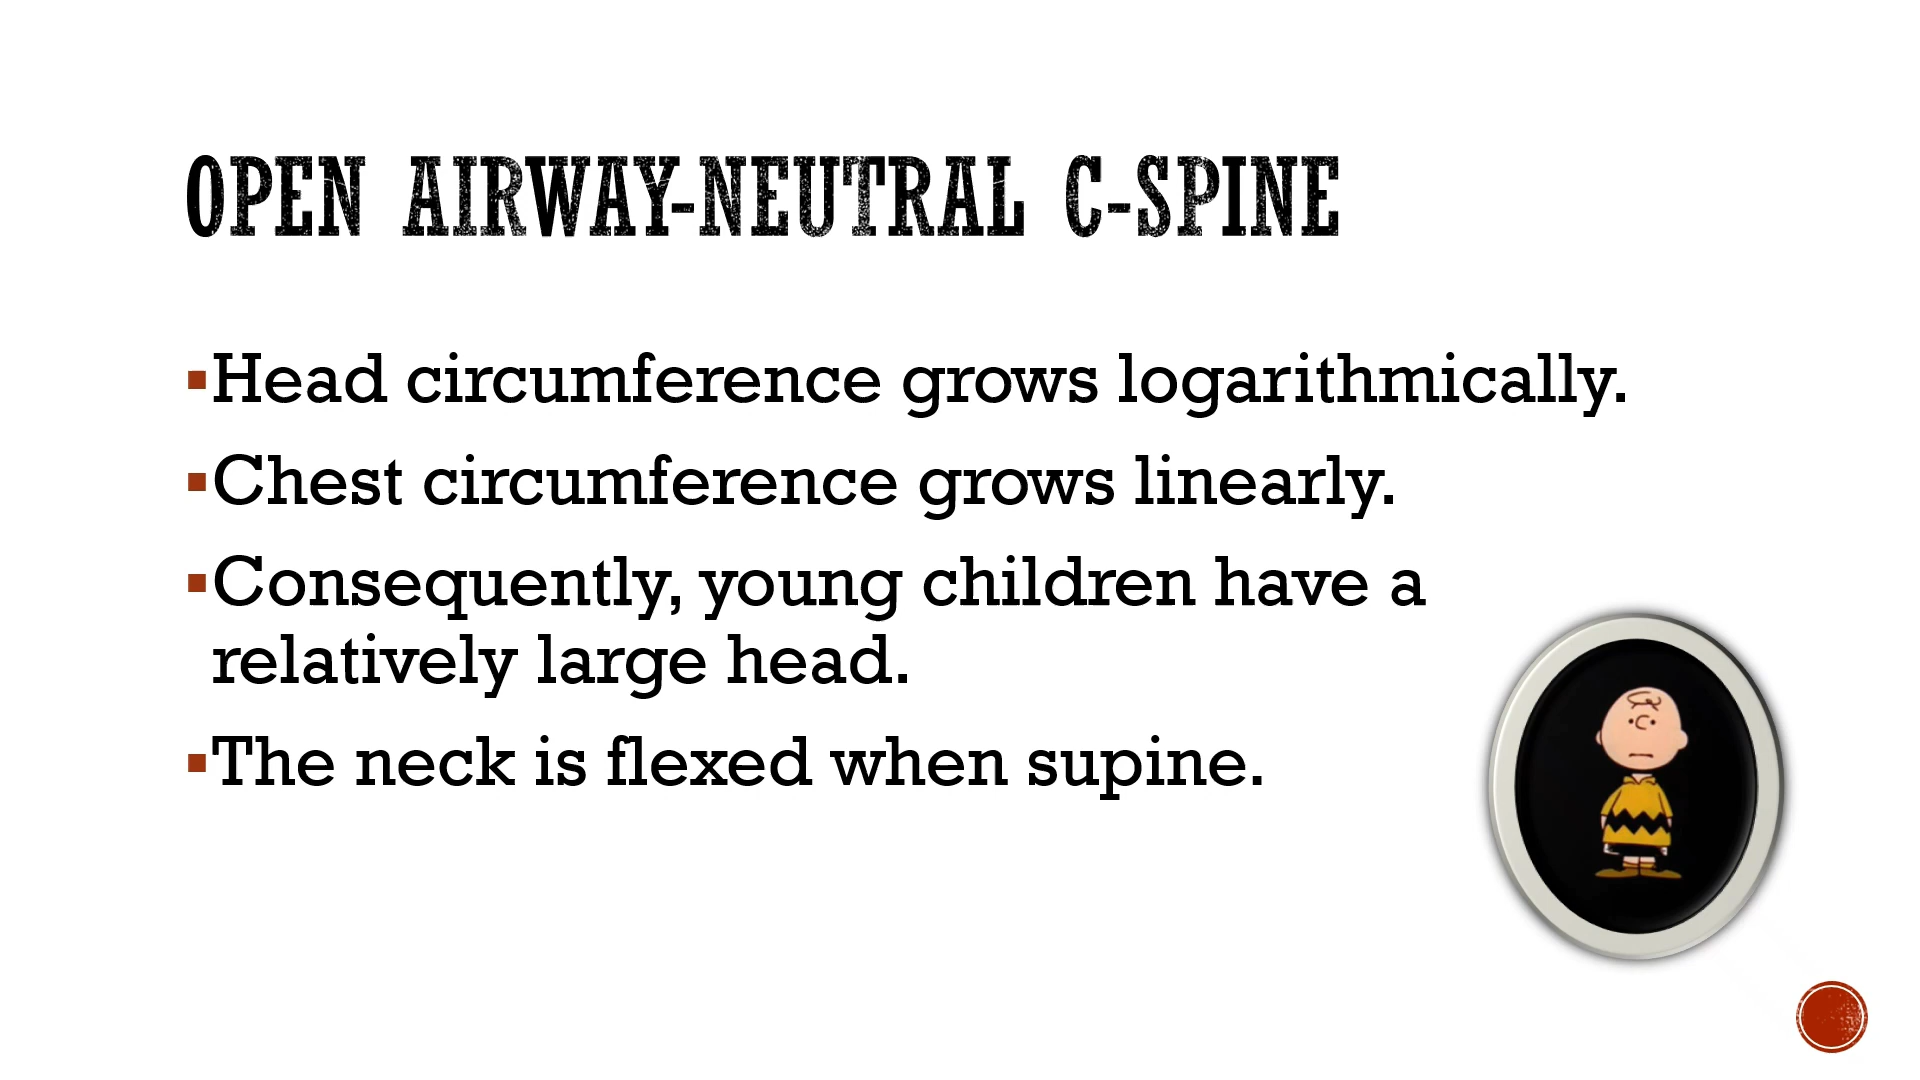 OPEN AIRWAY-NEUTRAL C-SPINE
▪Head circumference grows logarithmically.
▪Chest circumference grows linearly.
▪Consequently, young children have a
relatively large head.
▪The neck is flexed when supine.